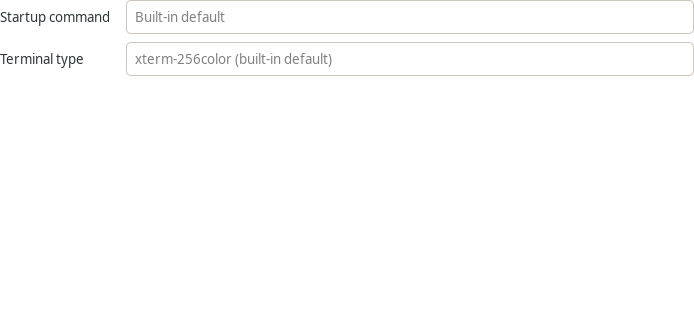 Startup command Built-in default
Terminal type xterm-256color (built-in default)